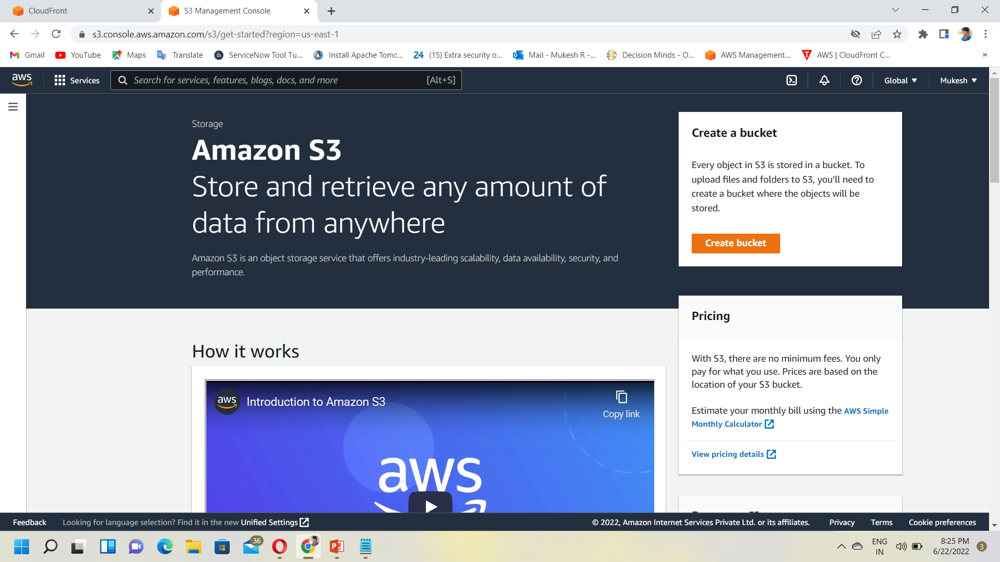 CloudFront
S3 Management Console
s3.console.aws.amazon.com/s3/get-started?region=us-east-1
Gmail
YouTube
Maps
Translate
ServiceNow Tool Tu...
Install Apache Tomc...
24 (15) Extra security o...
Mail - Mukesh R -...
Decision Minds - O...
AWS Management...
AWS | CloudFront C...
»
aws
Services
Search for services, features, blogs, docs, and more
[Alt+S]
Global
Mukesh
Storage
Amazon S3
Store and retrieve any amount of
data from anywhere
Amazon S3 is an object storage service that offers industry-leading scalability, data availability, security, and
performance.
Create a bucket
Every object in S3 is stored in a bucket. To
upload files and folders to S3, you’ll need to
create a bucket where the objects will be
stored.
Create bucket
How it works
aws
Introduction to Amazon S3
Copy link
aws
Pricing
With S3, there are no minimum fees. You only
pay for what you use. Prices are based on the
location of your S3 bucket.
Estimate your monthly bill using the AWS Simple
Monthly Calculator
View pricing details
Feedback
Looking for language selection? Find it in the new Unified Settings
© 2022, Amazon Internet Services Private Ltd. or its affiliates.
Privacy
Terms
Cookie preferences
36
ENG
IN
8:25 PM
6/22/2022
3